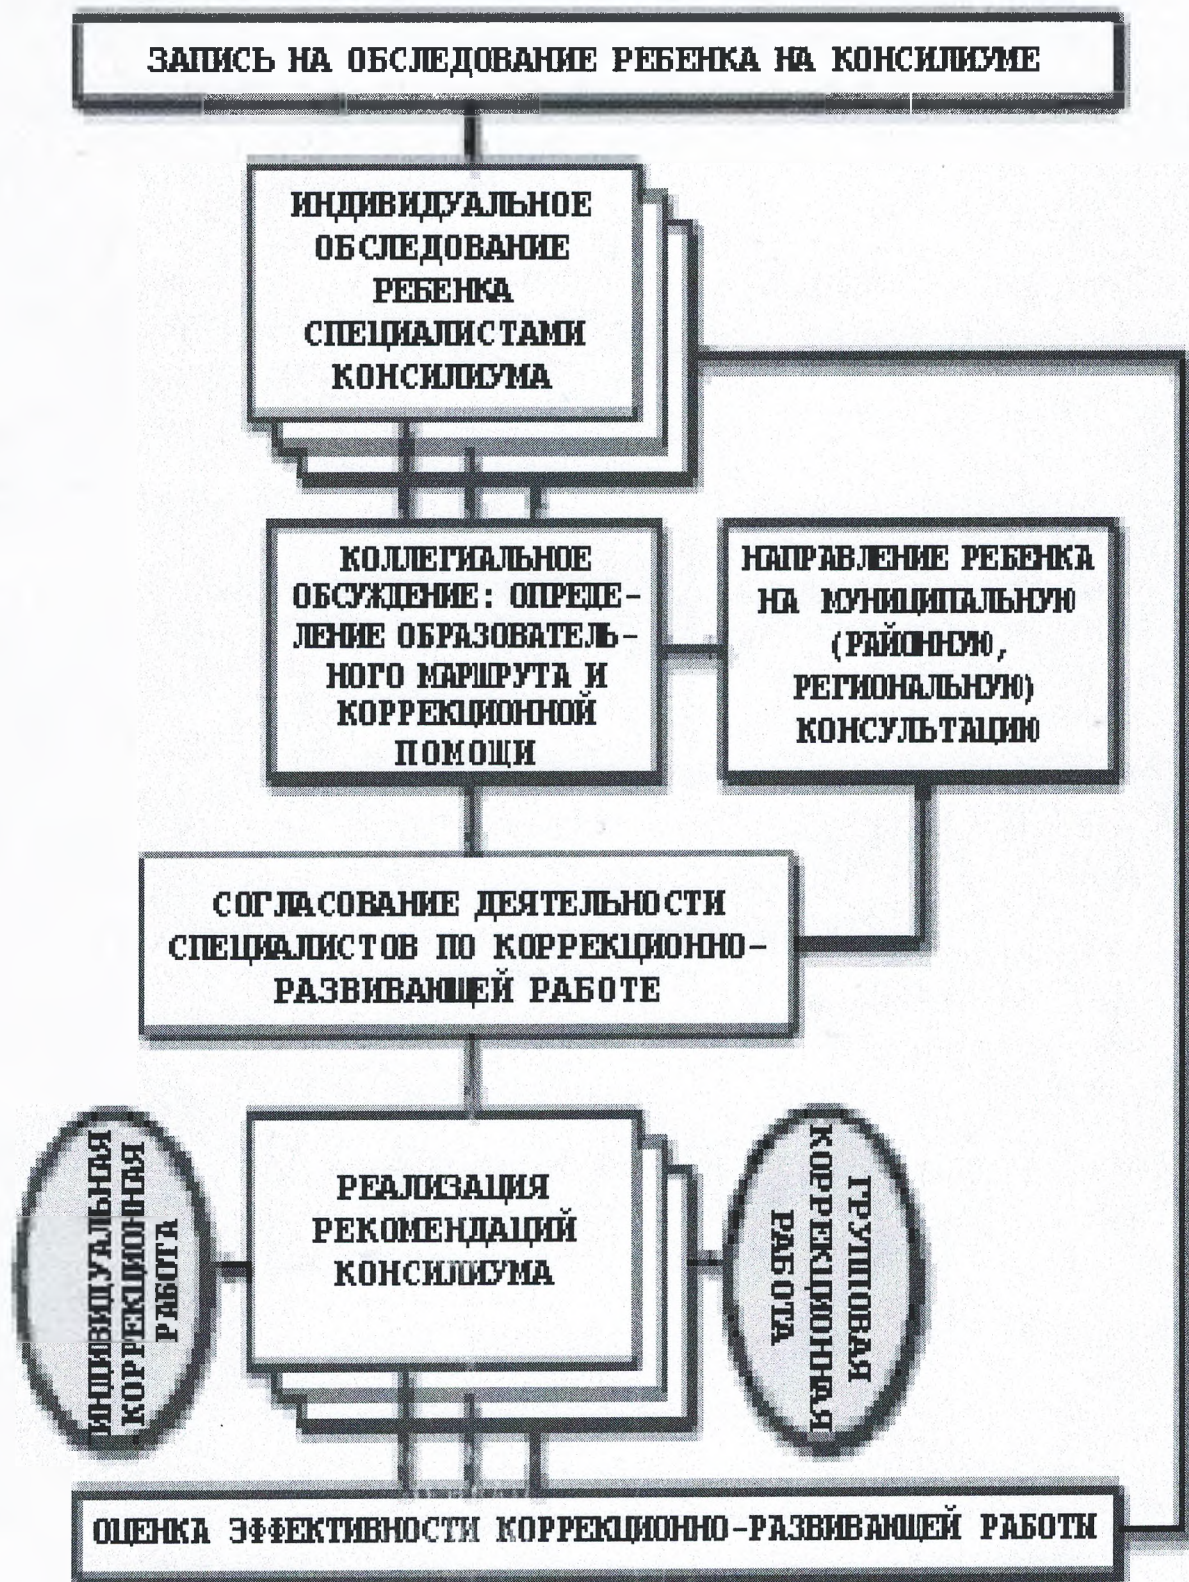 ЗАПИСЬ НА ОБСЛЕДОВАНИЕ РЕБЕНКА НА КОНСИЛИУМЕ
ИНДИВИДУАЛЬНОЕ
ОБСЛЕДОВАНИЕ
РЕБЕНКА
СПЕЦИАЛИСТАМИ
КОНСИЛИУМА
КОЛЛЕГИАЛЬНОЕ
ОБСУЖДЕНИЕ: ОПРЕДЕ-
ЛЕНИЕ ОБРАЗОВАТЕЛЬ-
НОГО МАРШРУТА И
КОРРЕКЦИОННОЙ
ПОМОЩИ
НАПРАВЛЕНИЕ РЕБЕНКА
НА МУНИЦИПАЛЬНУЮ
(РАЙОННУЮ,
РЕГИОНАЛЬНУЮ)
КОНСУЛЬТАЦИЮ
СОГЛАСОВАНИЕ ДЕЯТЕЛЬНОСТИ
СПЕЦИАЛИСТОВ ПО КОРРЕКЦИОННО-
РАЗВИВАЮЩЕЙ РАБОТЕ
ИНДИВИДУАЛЬНАЯ
КОРРЕКЦИОННАЯ
РАБОТА
РЕАЛИЗАЦИЯ
РЕКОМЕНДАЦИЙ
КОНСИЛИУМА
ГРУППОВАЯ
КОРРЕКЦИОННАЯ
РАБОТА
ОЦЕНКА ЭФФЕКТИВНОСТИ КОРРЕКЦИОННО-РАЗВИВАЮЩЕЙ РАБОТЫ